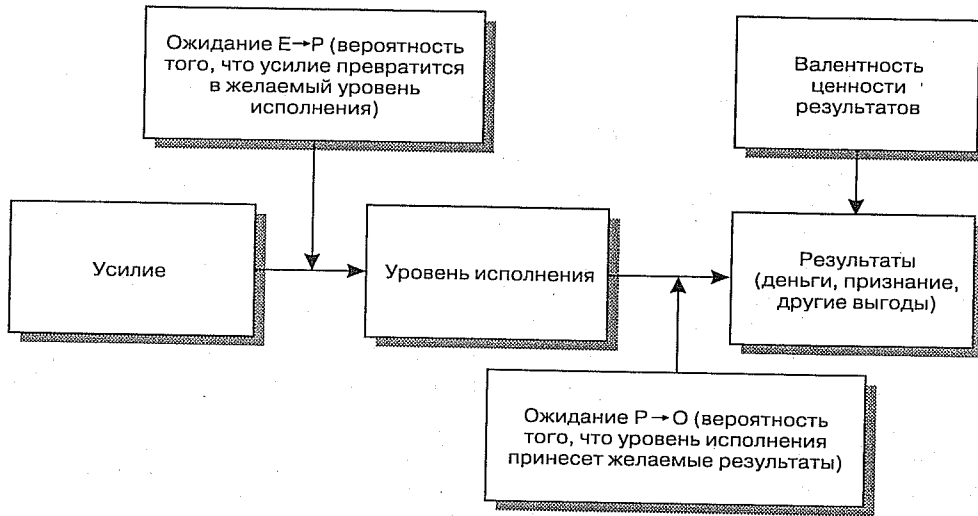 Ожидание E→P (вероятность
того, что усилие превратится
в желаемый уровень
исполнения)
Валентность
ценности
результатов
Усилие
Уровень исполнения
Результаты
(деньги, признание,
другие выгоды)
Ожидание P→O (вероятность
того, что уровень исполнения
принесет желаемые результаты)